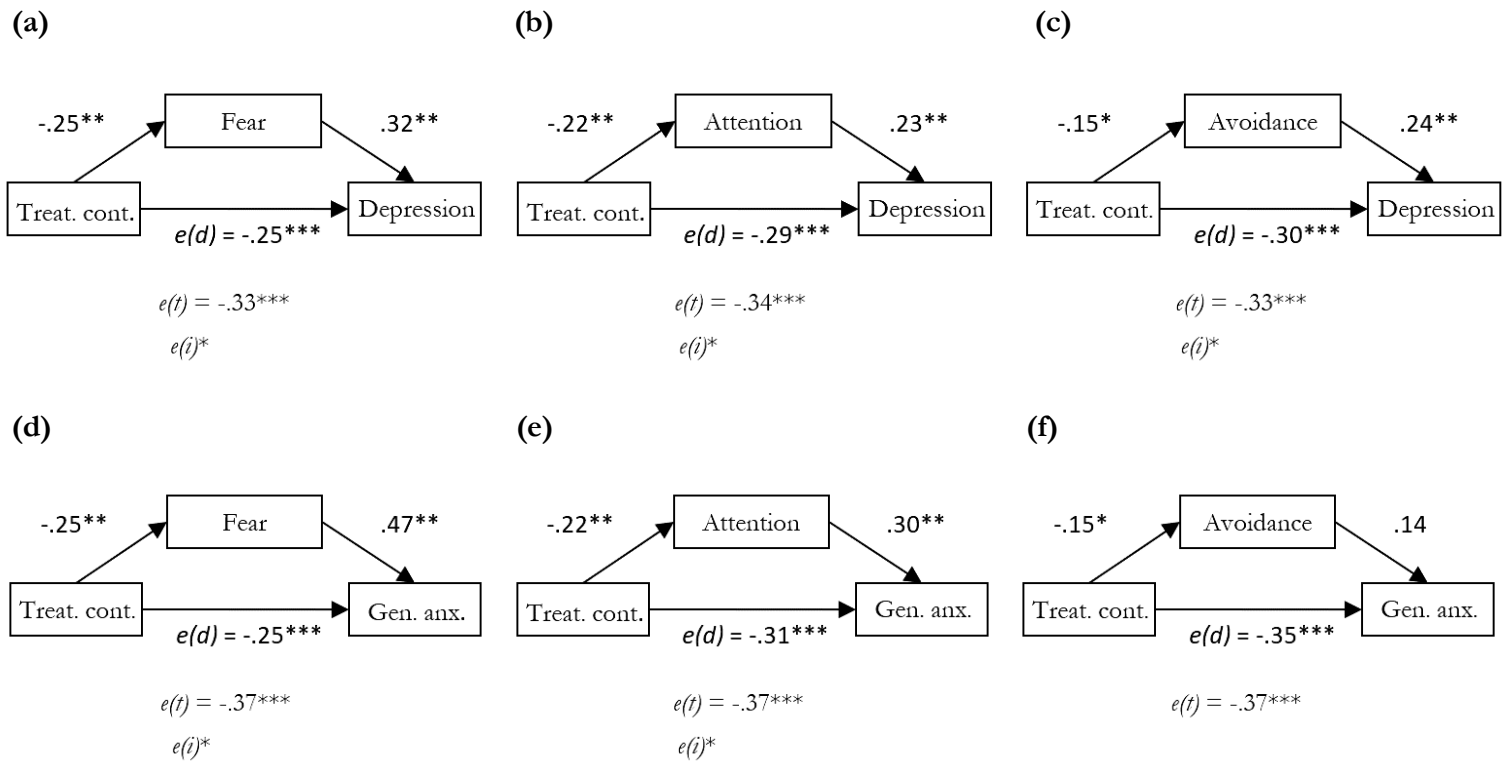 (a) (b) (c)
-.25** Fear .32** -.22** Attention .23** -.15* Avoidance .24**
Treat. cont. Depression Treat. cont. Depression Treat. cont. Depression
e(d) = -.25*** e(d) = -.29*** e(d) = -.30***
e(t) = -.33*** e(t) = -.34*** e(t) = -.33***
e(i)* e(i)* e(i)*
(d) (e) (f)
-.25** Fear .47** -.22** Attention .30** -.15* Avoidance .14
Treat. cont. Gen. anx. Treat. cont. Gen. anx. Treat. cont. Gen. anx.
e(d) = -.25*** e(d) = -.31*** e(d) = -.35***
e(t) = -.37*** e(t) = -.37*** e(t) = -.37***
e(i)* e(i)*